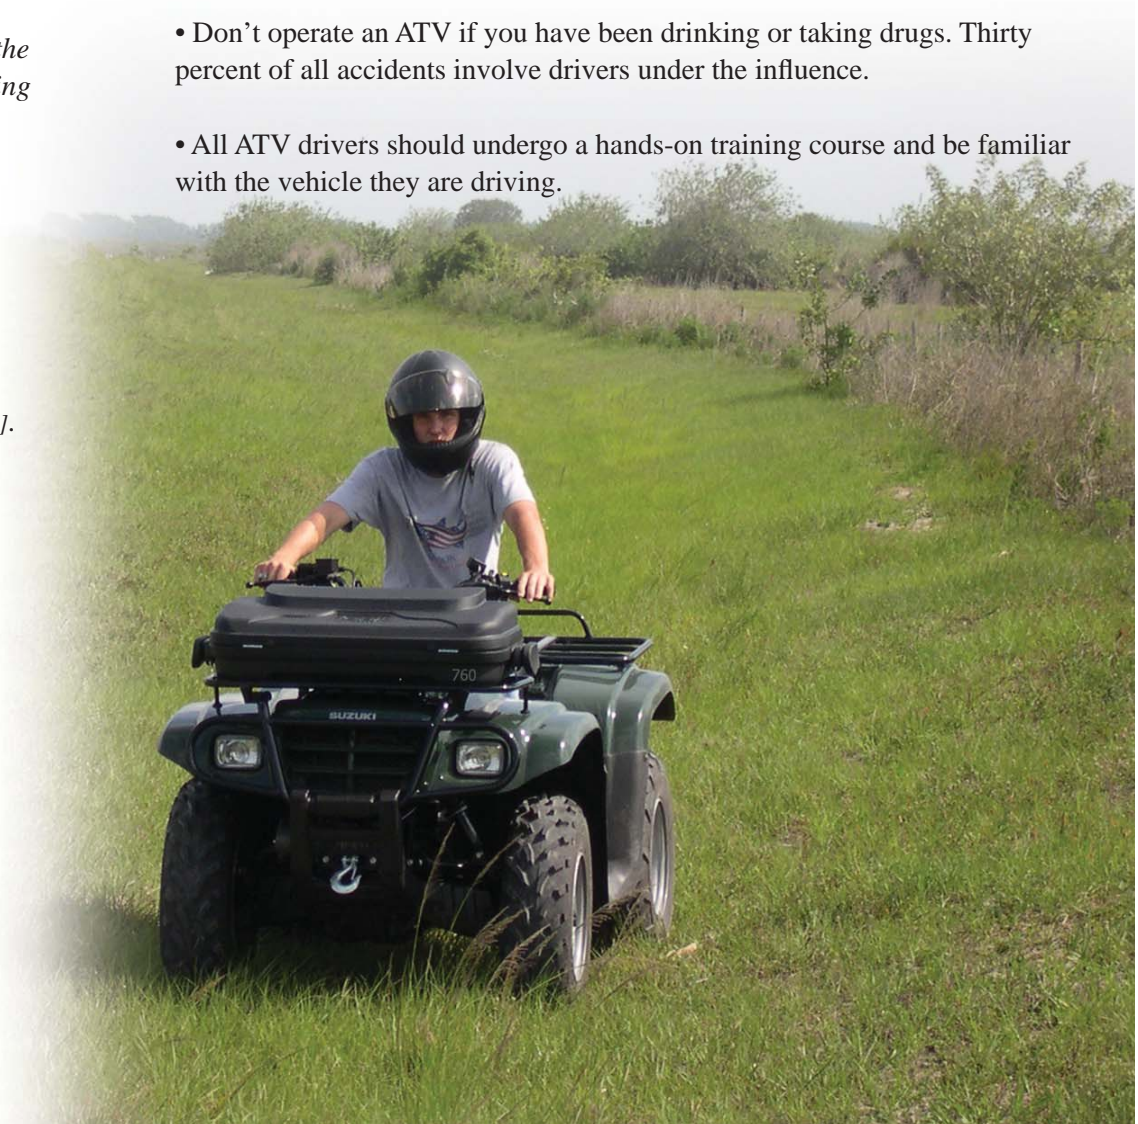 the
ing
• Don’t operate an ATV if you have been drinking or taking drugs. Thirty
percent of all accidents involve drivers under the influence.
• All ATV drivers should undergo a hands-on training course and be familiar
with the vehicle they are driving.
].
760
SUZUKI